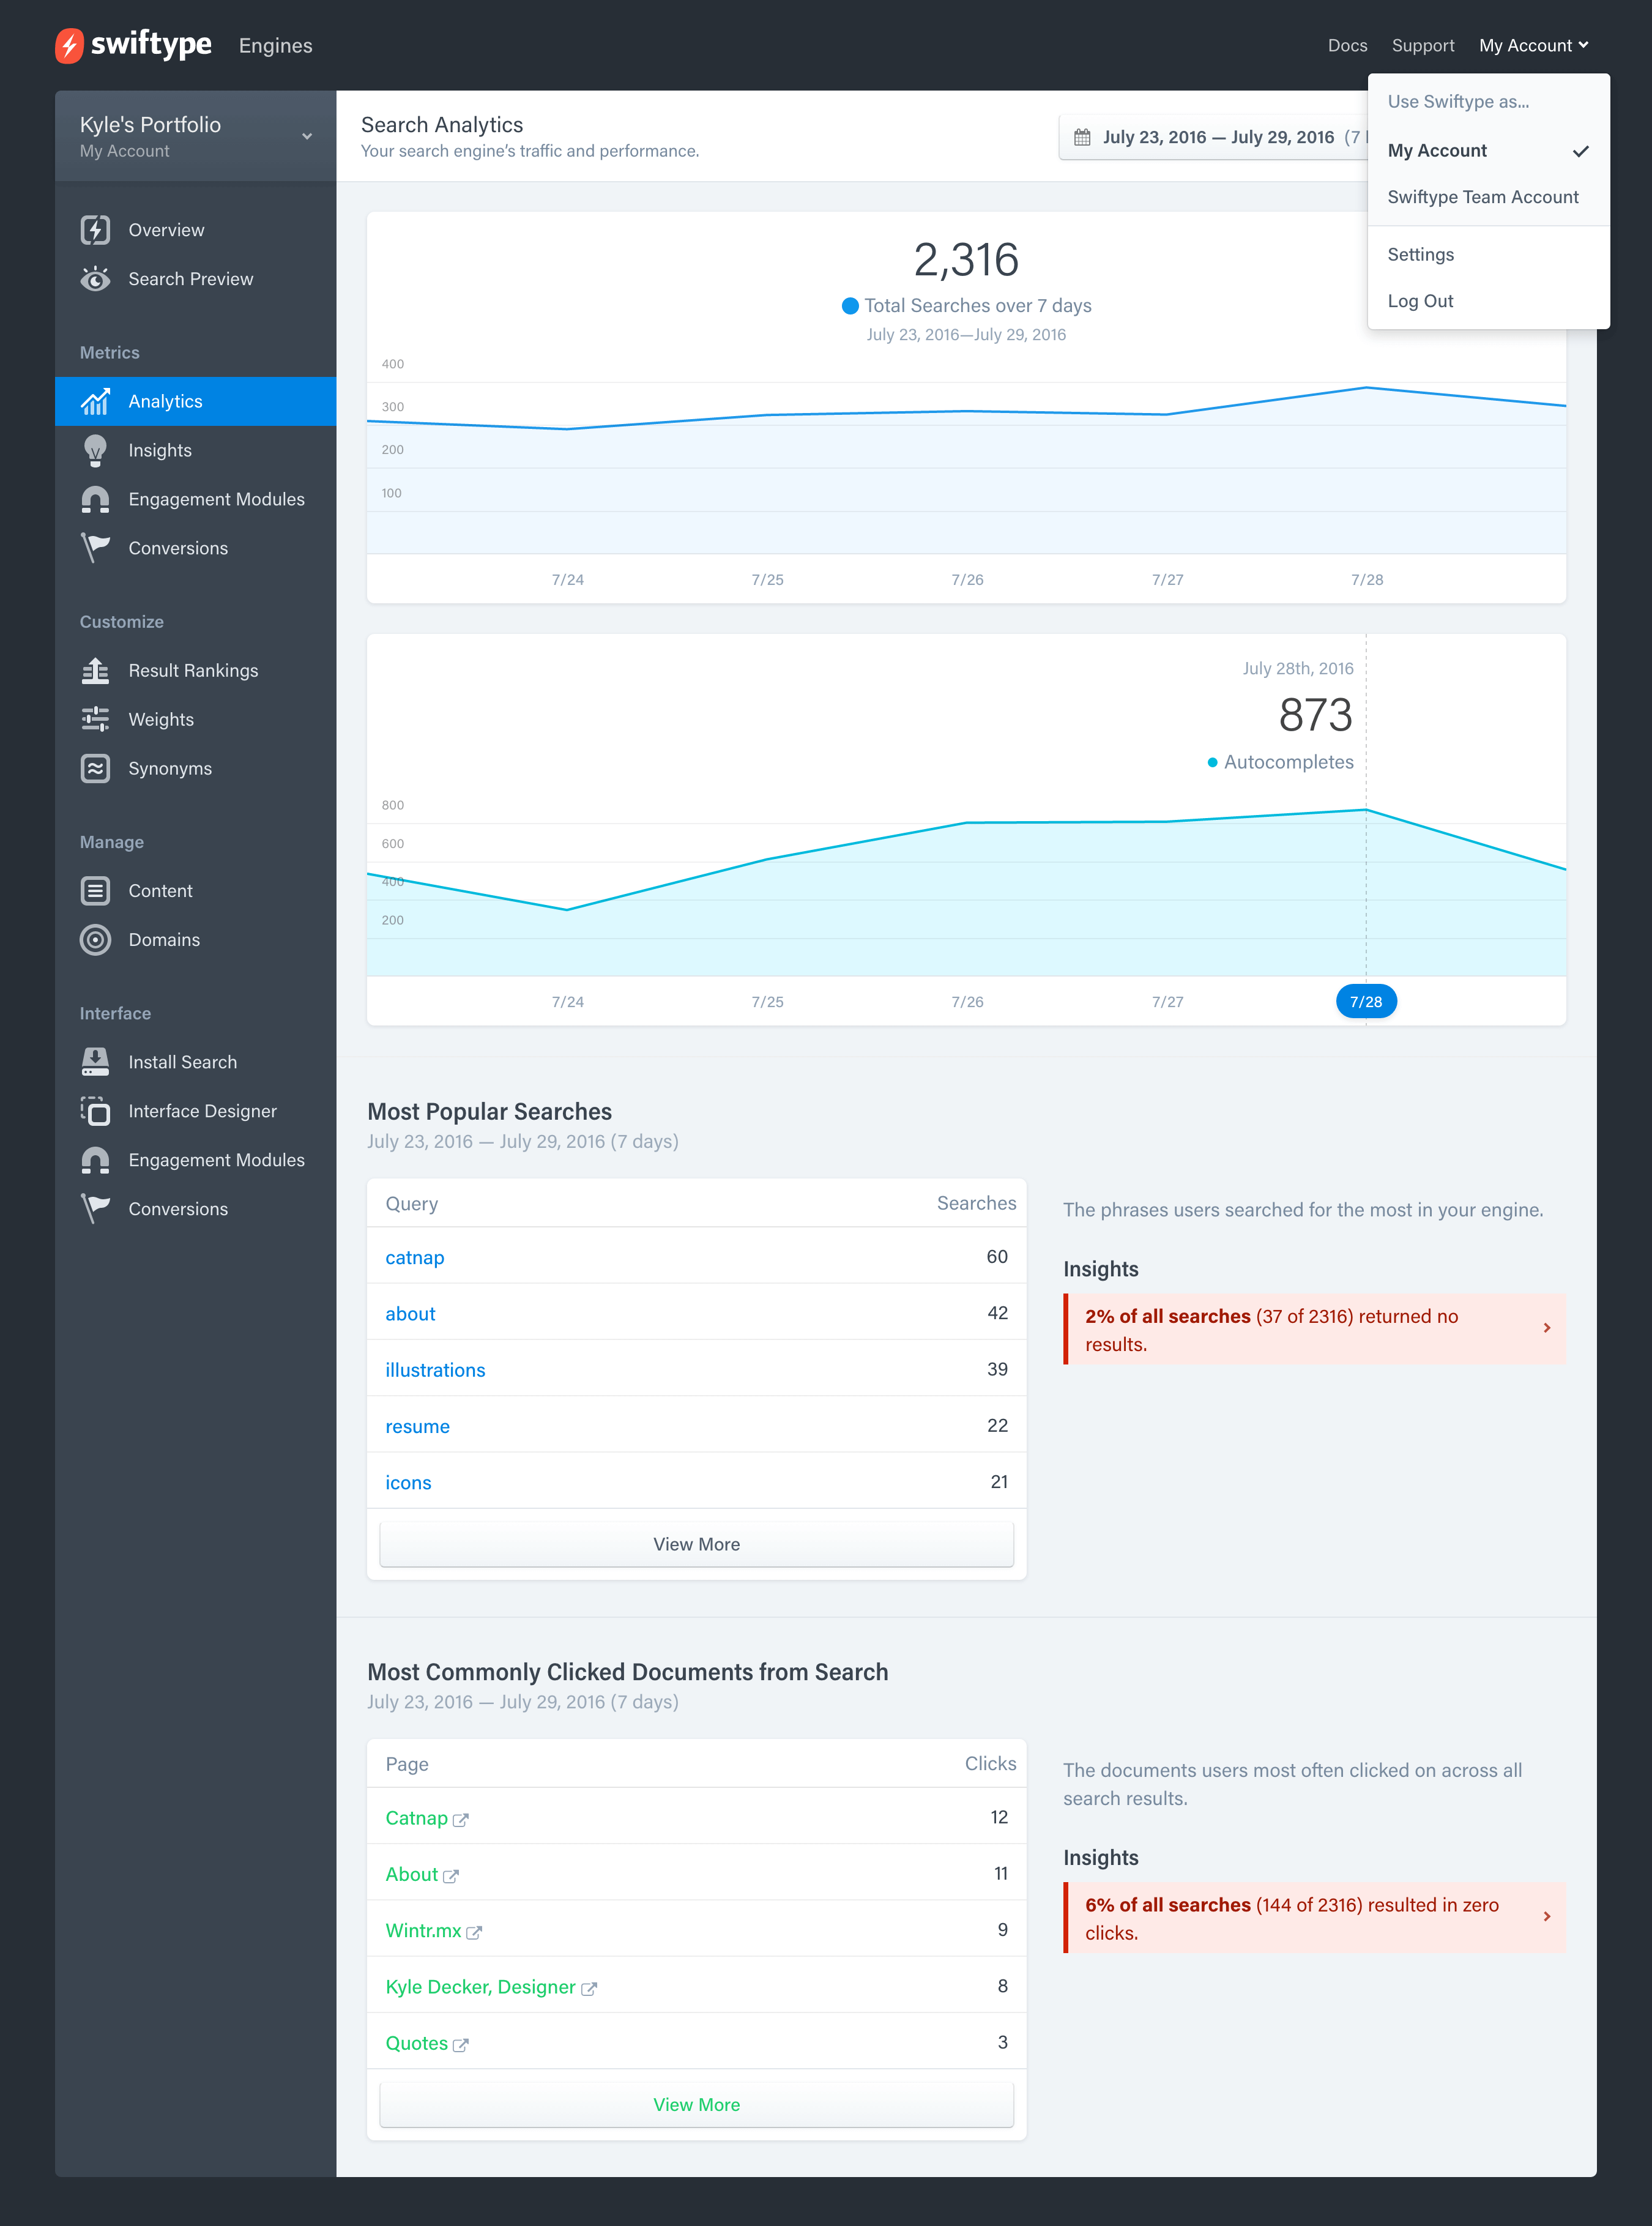 swiftype
Engines
Docs
Support
My Account
Use Swiftype as...
My Account
Swiftype Team Account
Settings
Log Out
Kyle's Portfolio
My Account
Overview
Search Preview
Metrics
Analytics
Insights
Engagement Modules
Conversions
Customize
Result Rankings
Weights
Synonyms
Manage
Content
Domains
Interface
Install Search
Interface Designer
Engagement Modules
Conversions
Search Analytics
Your search engine's traffic and performance.
July 23, 2016 — July 29, 2016 (7
2,316
Total Searches over 7 days
July 23, 2016—July 29, 2016
400
300
200
100
7/24
7/25
7/26
7/27
7/28
July 28th, 2016
873
Autocompletes
800
600
400
200
7/24
7/25
7/26
7/27
7/28
Most Popular Searches
July 23, 2016 — July 29, 2016 (7 days)
Query Searches
catnap 60
about 42
illustrations 39
resume 22
icons 21
View More
The phrases users searched for the most in your engine.
Insights
2% of all searches (37 of 2316) returned no
results.
Most Commonly Clicked Documents from Search
July 23, 2016 — July 29, 2016 (7 days)
Page Clicks
Catnap 12
About 11
Wintr.mx 9
Kyle Decker, Designer 8
Quotes 3
View More
The documents users most often clicked on across all
search results.
Insights
6% of all searches (144 of 2316) resulted in zero
clicks.